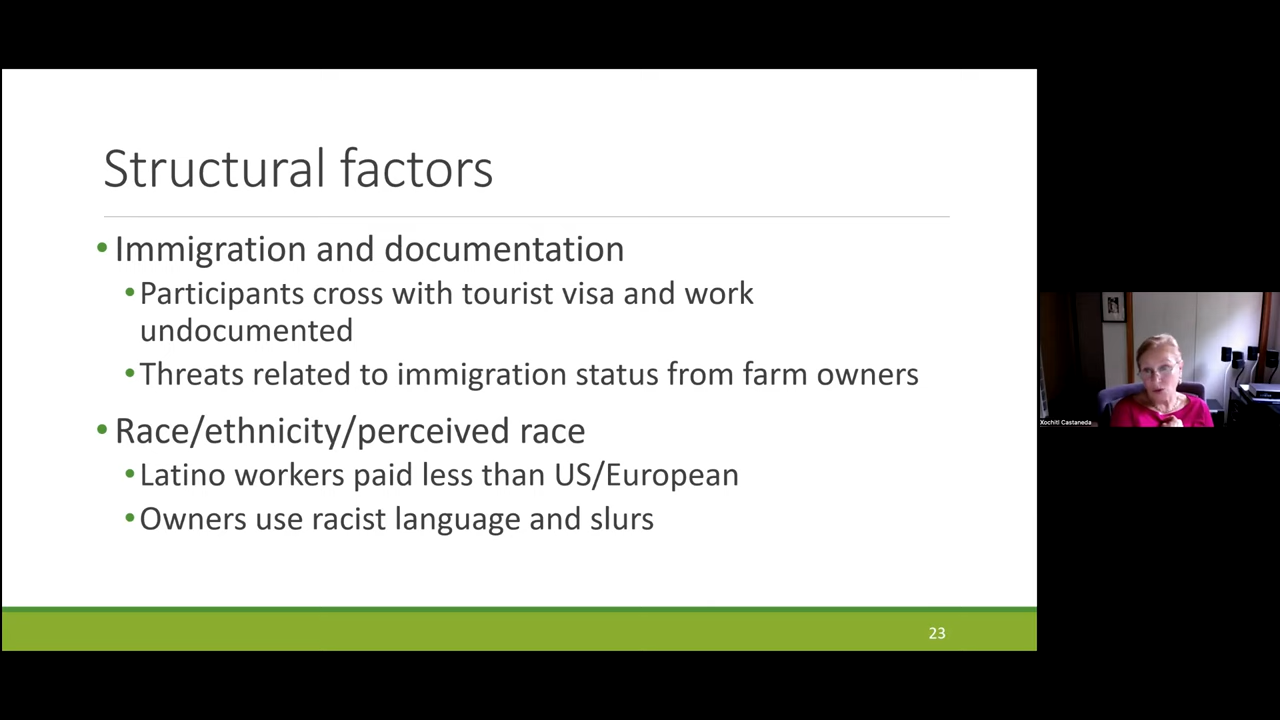 Structural factors
• Immigration and documentation
• Participants cross with tourist visa and work
undocumented
• Threats related to immigration status from farm owners
• Race/ethnicity/perceived race
• Latino workers paid less than US/European
• Owners use racist language and slurs
23
Xochitl Castaneda